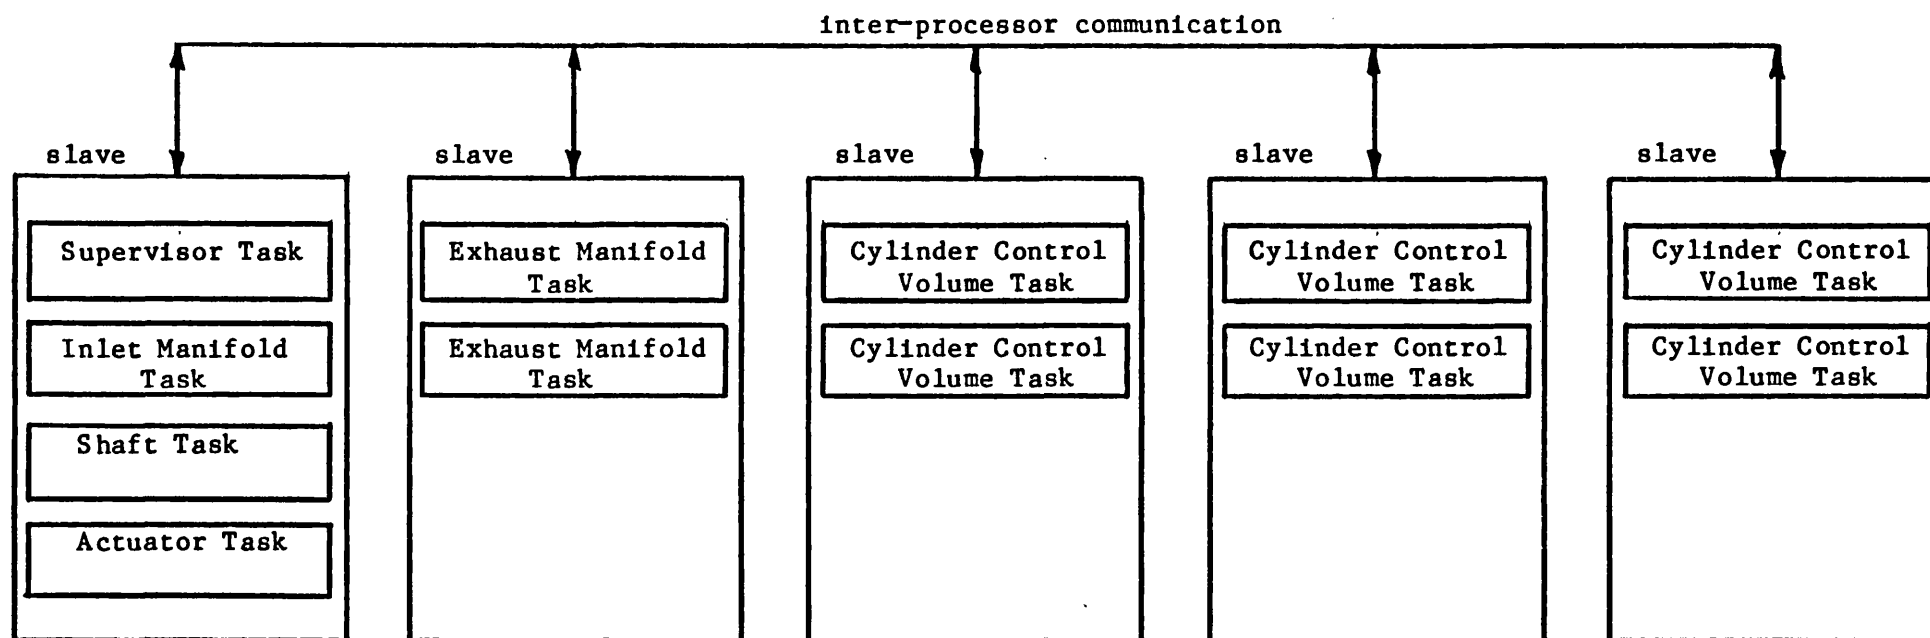 inter-processor communication
slave
Supervisor Task
Inlet Manifold
Task
Shaft Task
Actuator Task
slave
Exhaust Manifold
Task
Exhaust Manifold
Task
slave
Cylinder Control
Volume Task
Cylinder Control
Volume Task
slave
Cylinder Control
Volume Task
Cylinder Control
Volume Task
slave
Cylinder Control
Volume Task
Cylinder Control
Volume Task